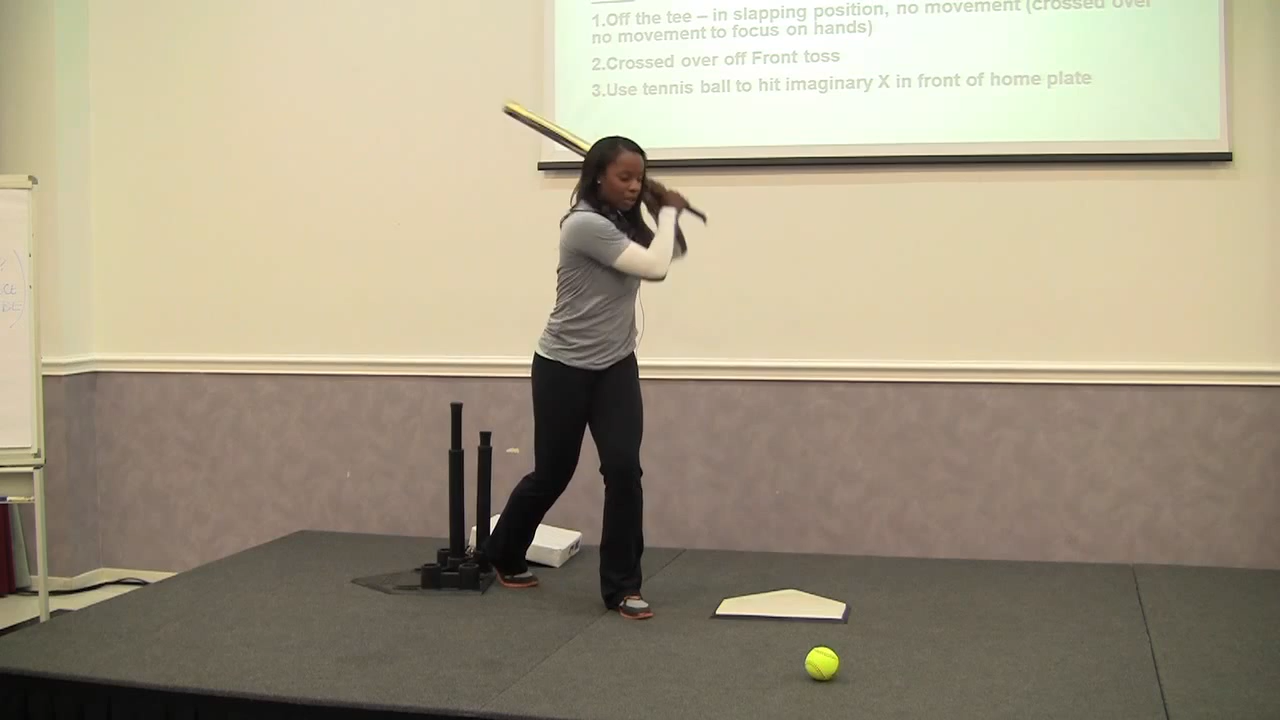 1.Off the tee – in slapping position, no movement (crossed over
no movement to focus on hands)
2.Crossed over off Front toss
3.Use tennis ball to hit imaginary X in front of home plate